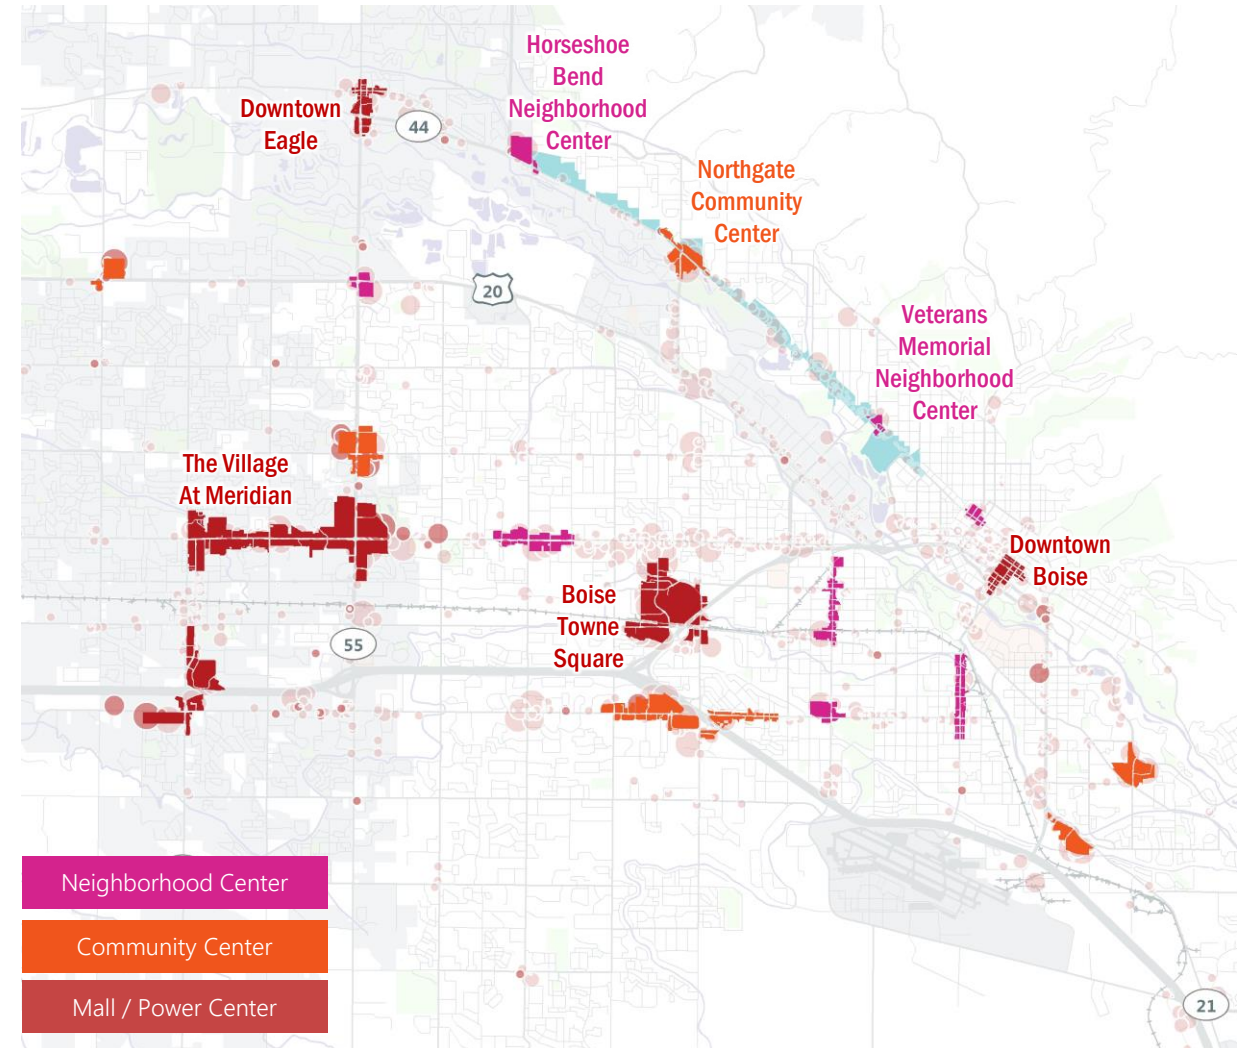 Horseshoe
Bend
Neighborhood
Center
Downtown
Eagle
44
Northgate
Community
Center
20
Veterans
Memorial
Neighborhood
Center
The Village
At Meridian
Downtown
Boise
Boise
Towne
Square
55
Neighborhood Center
Community Center
Mall / Power Center
21